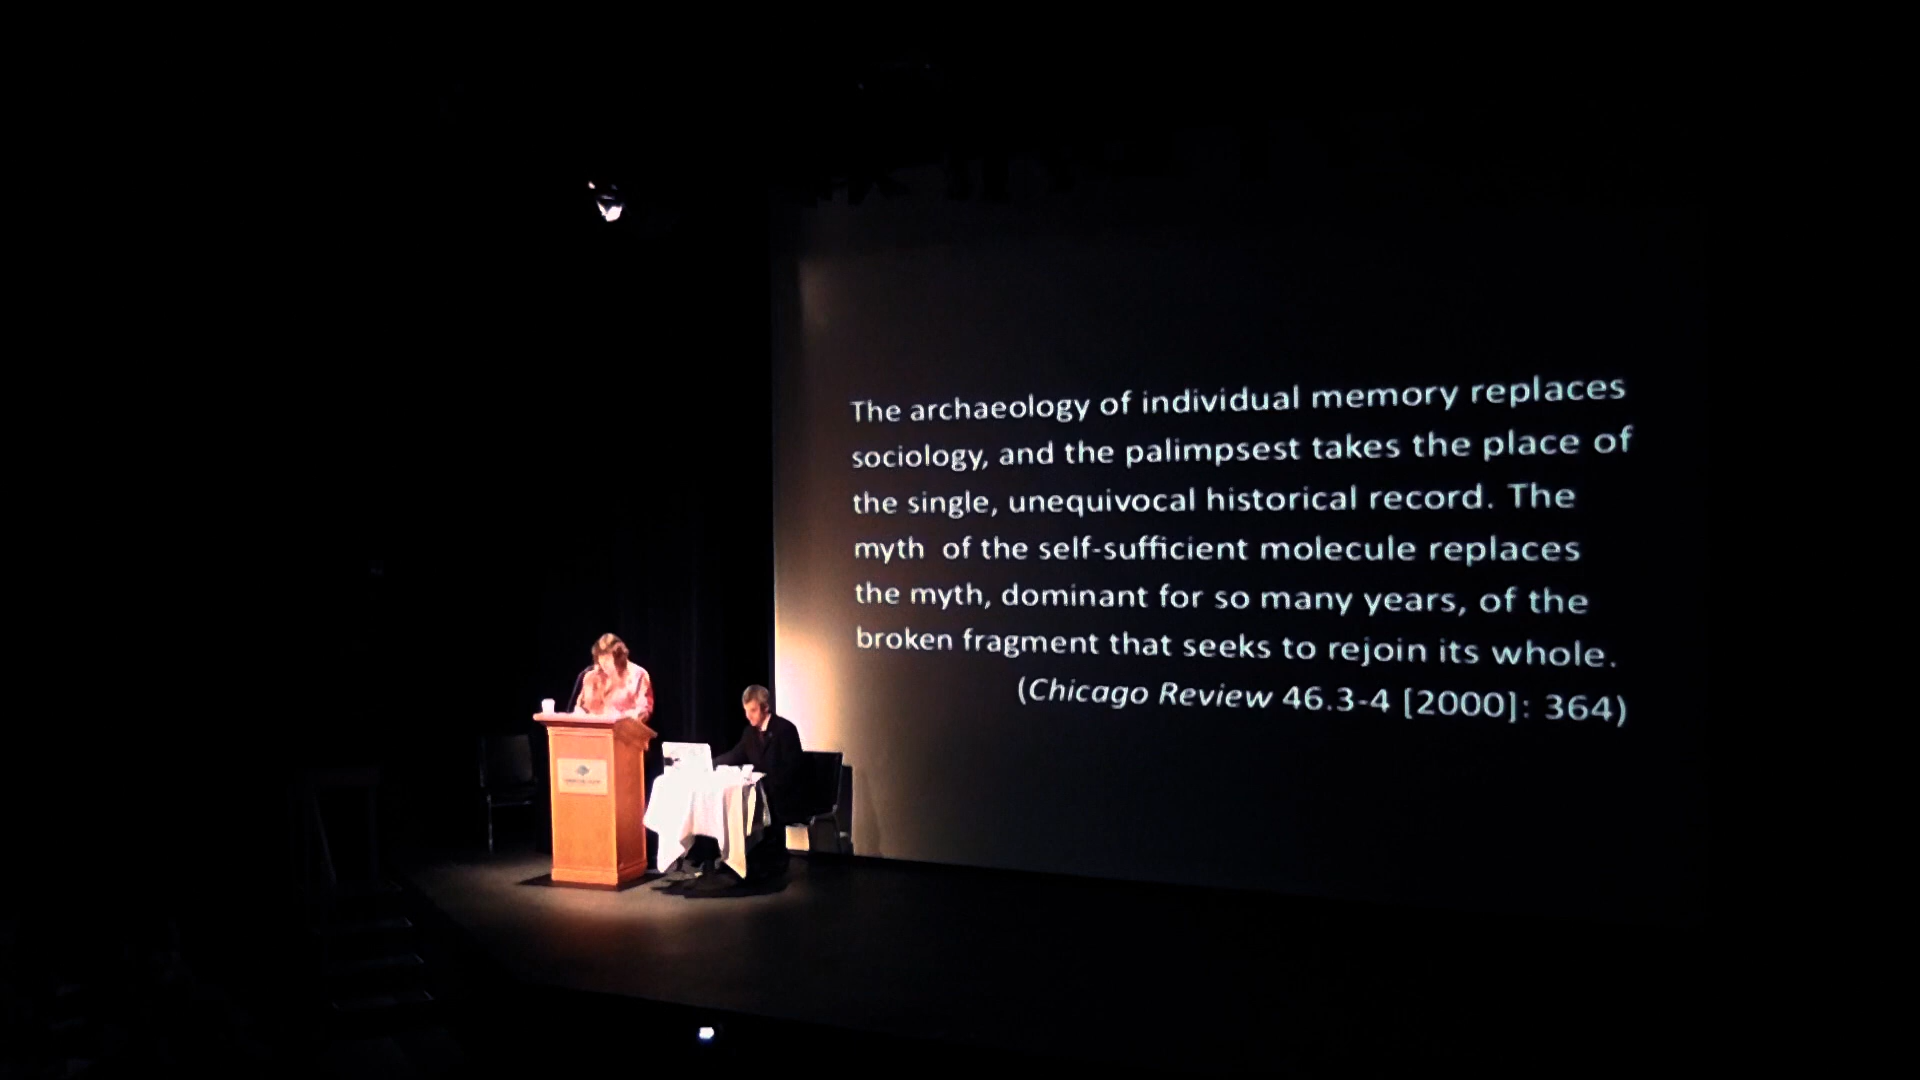 The archaeology of individual memory replaces
sociology, and the palimpsest takes the place of
the single, unequivocal historical record. The
myth of the self-sufficient molecule replaces
the myth, dominant for so many years, of the
broken fragment that seeks to rejoin its whole.
(Chicago Review 46.3-4 [2000]: 364)